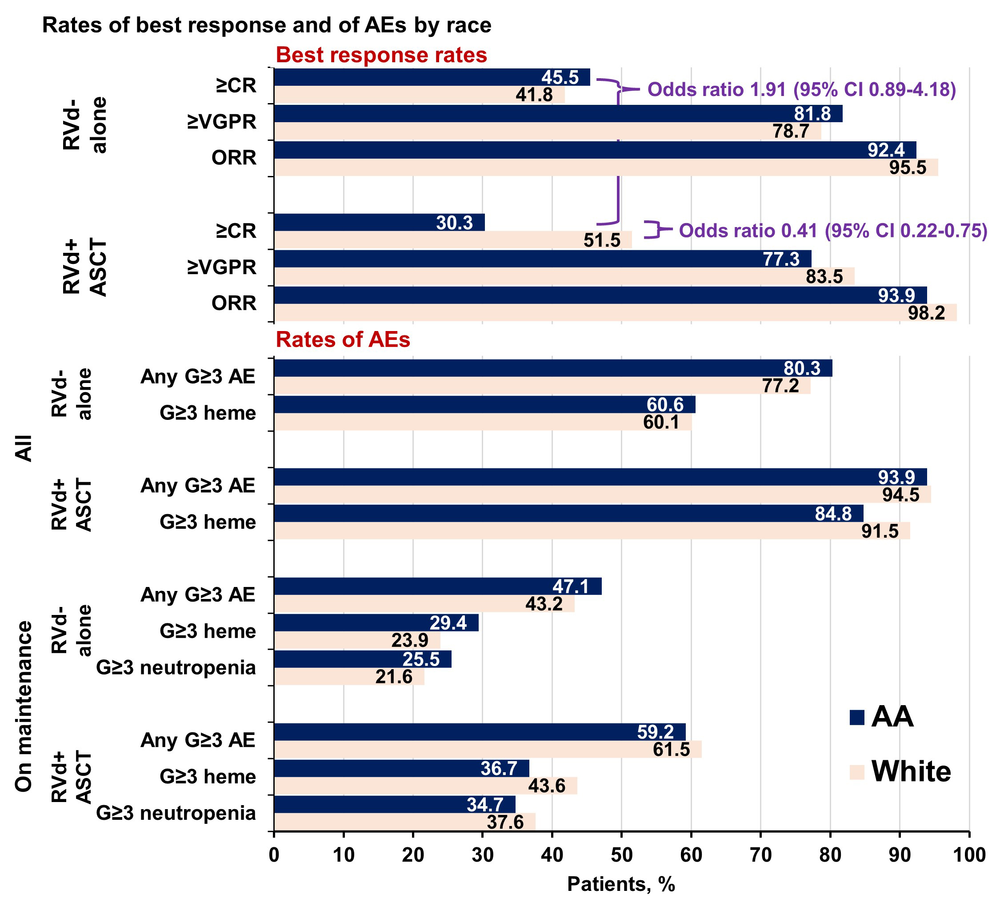 Rates of best response and of AEs by race
Best response rates
RVd-
alone
≥CR
45.5
41.8
Odds ratio 1.91 (95% CI 0.89-4.18)
≥VGPR
81.8
78.7
ORR
92.4
95.5
RVd+
ASCT
≥CR
30.3
51.5
Odds ratio 0.41 (95% CI 0.22-0.75)
≥VGPR
77.3
83.5
ORR
93.9
98.2
Rates of AEs
All
RVd-
alone
Any G≥3 AE
80.3
77.2
G≥3 heme
60.6
60.1
RVd+
ASCT
Any G≥3 AE
93.9
94.5
G≥3 heme
84.8
91.5
On maintenance
RVd-
alone
Any G≥3 AE
47.1
43.2
G≥3 heme
29.4
23.9
G≥3 neutropenia
25.5
21.6
RVd+
ASCT
Any G≥3 AE
59.2
61.5
G≥3 heme
36.7
43.6
G≥3 neutropenia
34.7
37.6
AA
White
0 10 20 30 40 50 60 70 80 90 100
Patients, %